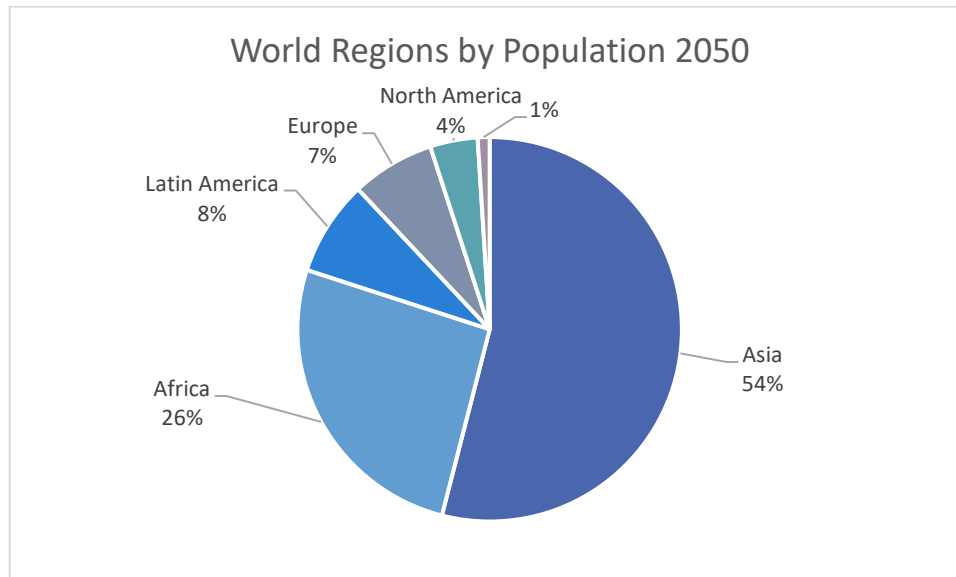 World Regions by Population 2050
North America
4%
1%
Europe
7%
Latin America
8%
Asia
54%
Africa
26%